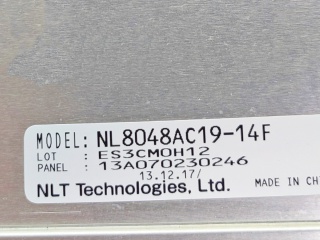 MODEL: NL8048AC19-14F
LOT : ES3CM0H12
PANEL : 13A070230246
13.12.17/
NLT Technologies, Ltd. MADE IN CH